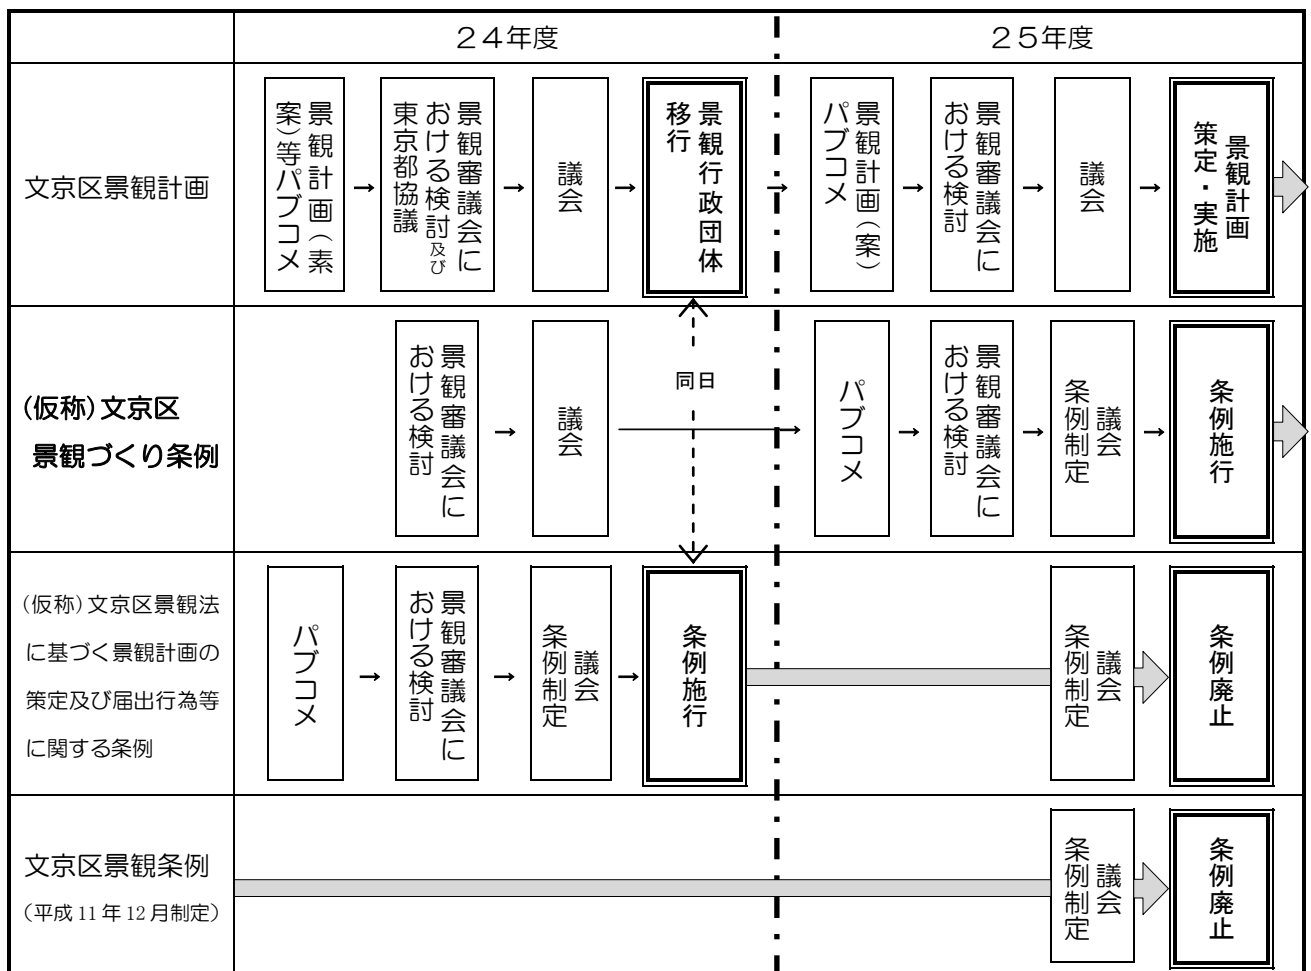 ２４年度
２５年度
文京区景観計画
景観計画（素
案）等パブコメ
→
景観審議会に
おける検討及び
東京都協議
→
議会
→
景観行政団体
移行
→
景観計画（案）
パブコメ
→
景観審議会に
おける検討
→
議会
→
景観計画
策定・実施
(仮称)文京区
景観づくり条例
景観審議会に
おける検討
→
議会
同日
パブコメ
→
景観審議会に
おける検討
→
議会
条例制定
→
条例施行
(仮称)文京区景観法
に基づく景観計画の
策定及び届出行為等
に関する条例
パブコメ
→
景観審議会に
おける検討
→
議会
条例制定
→
条例施行
議会
条例制定
条例廃止
文京区景観条例
（平成11年12月制定）
議会
条例制定
条例廃止